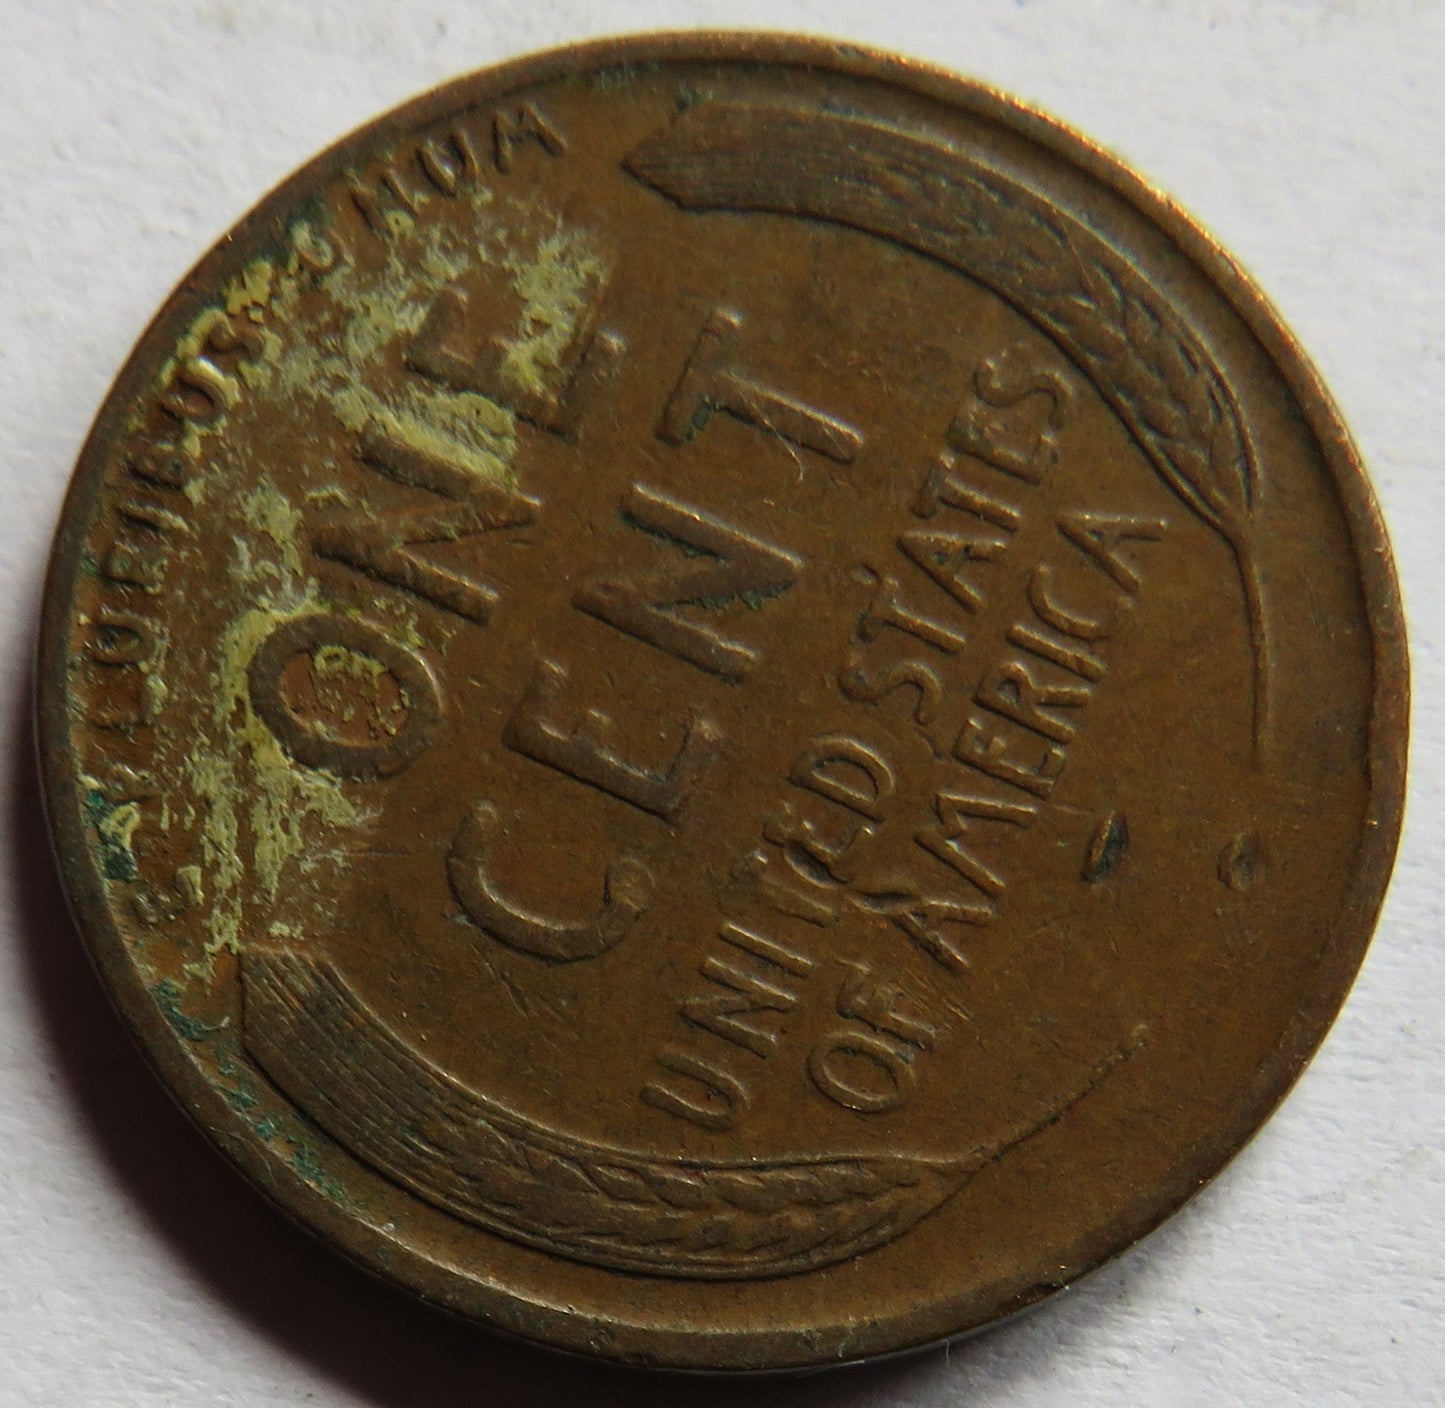 E · PLURIBUS · UNUM
ONE
CENT
UNITED STATES
OF AMERICA